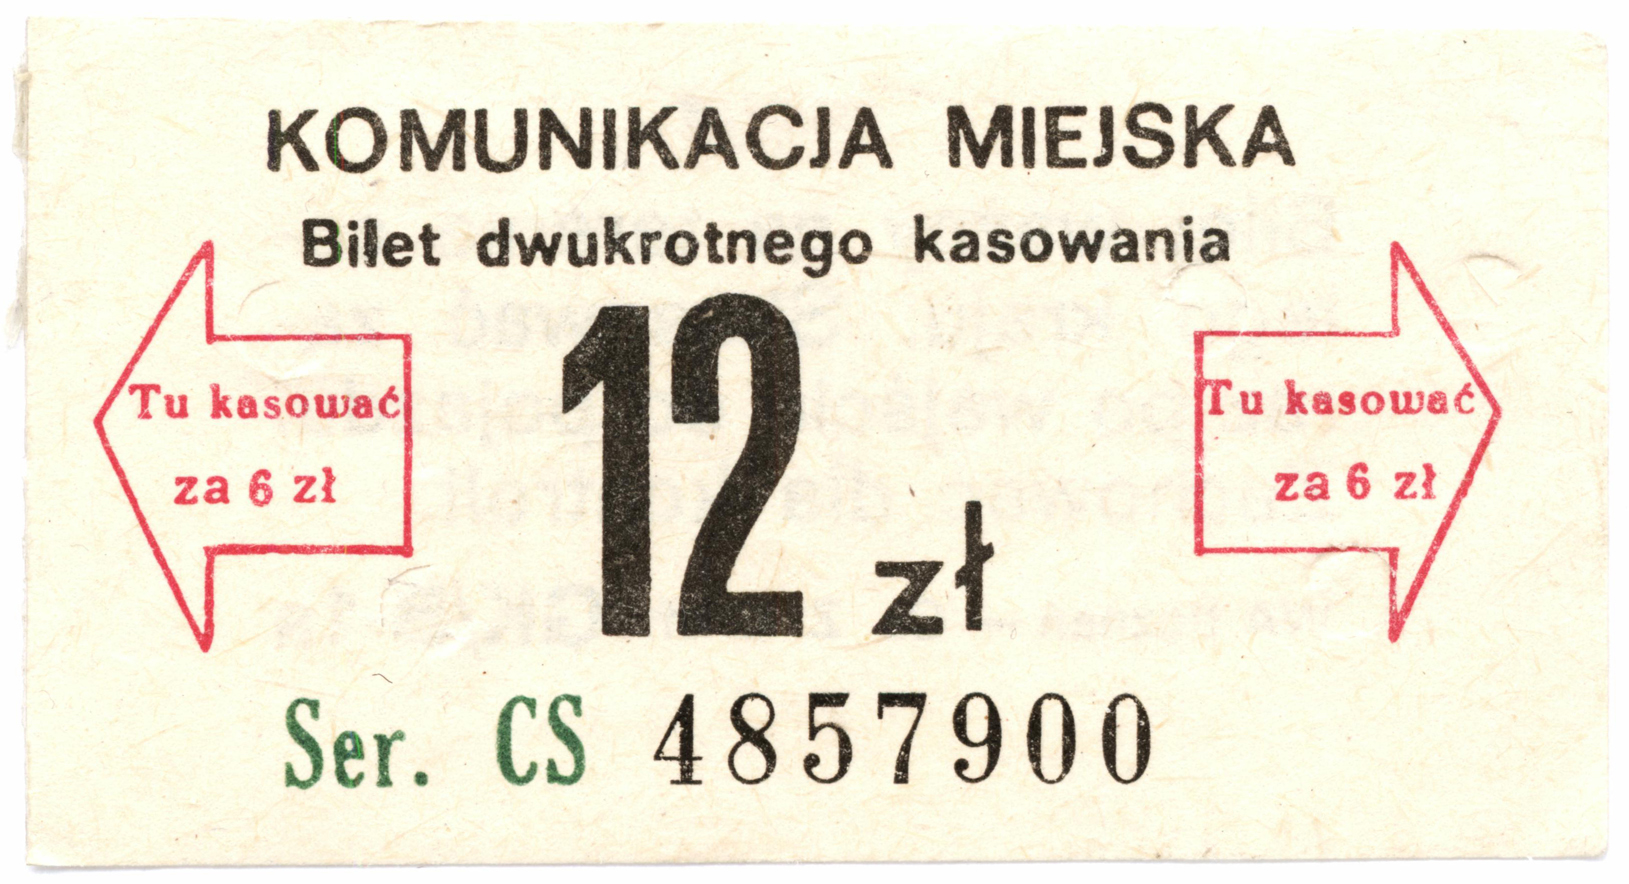 KOMUNIKACJA MIEJSKA
Bilet dwukrotnego kasowania
Tu kasować
za 6 zł
12 zł
Tu kasować
za 6 zł
Ser. CS 4857900